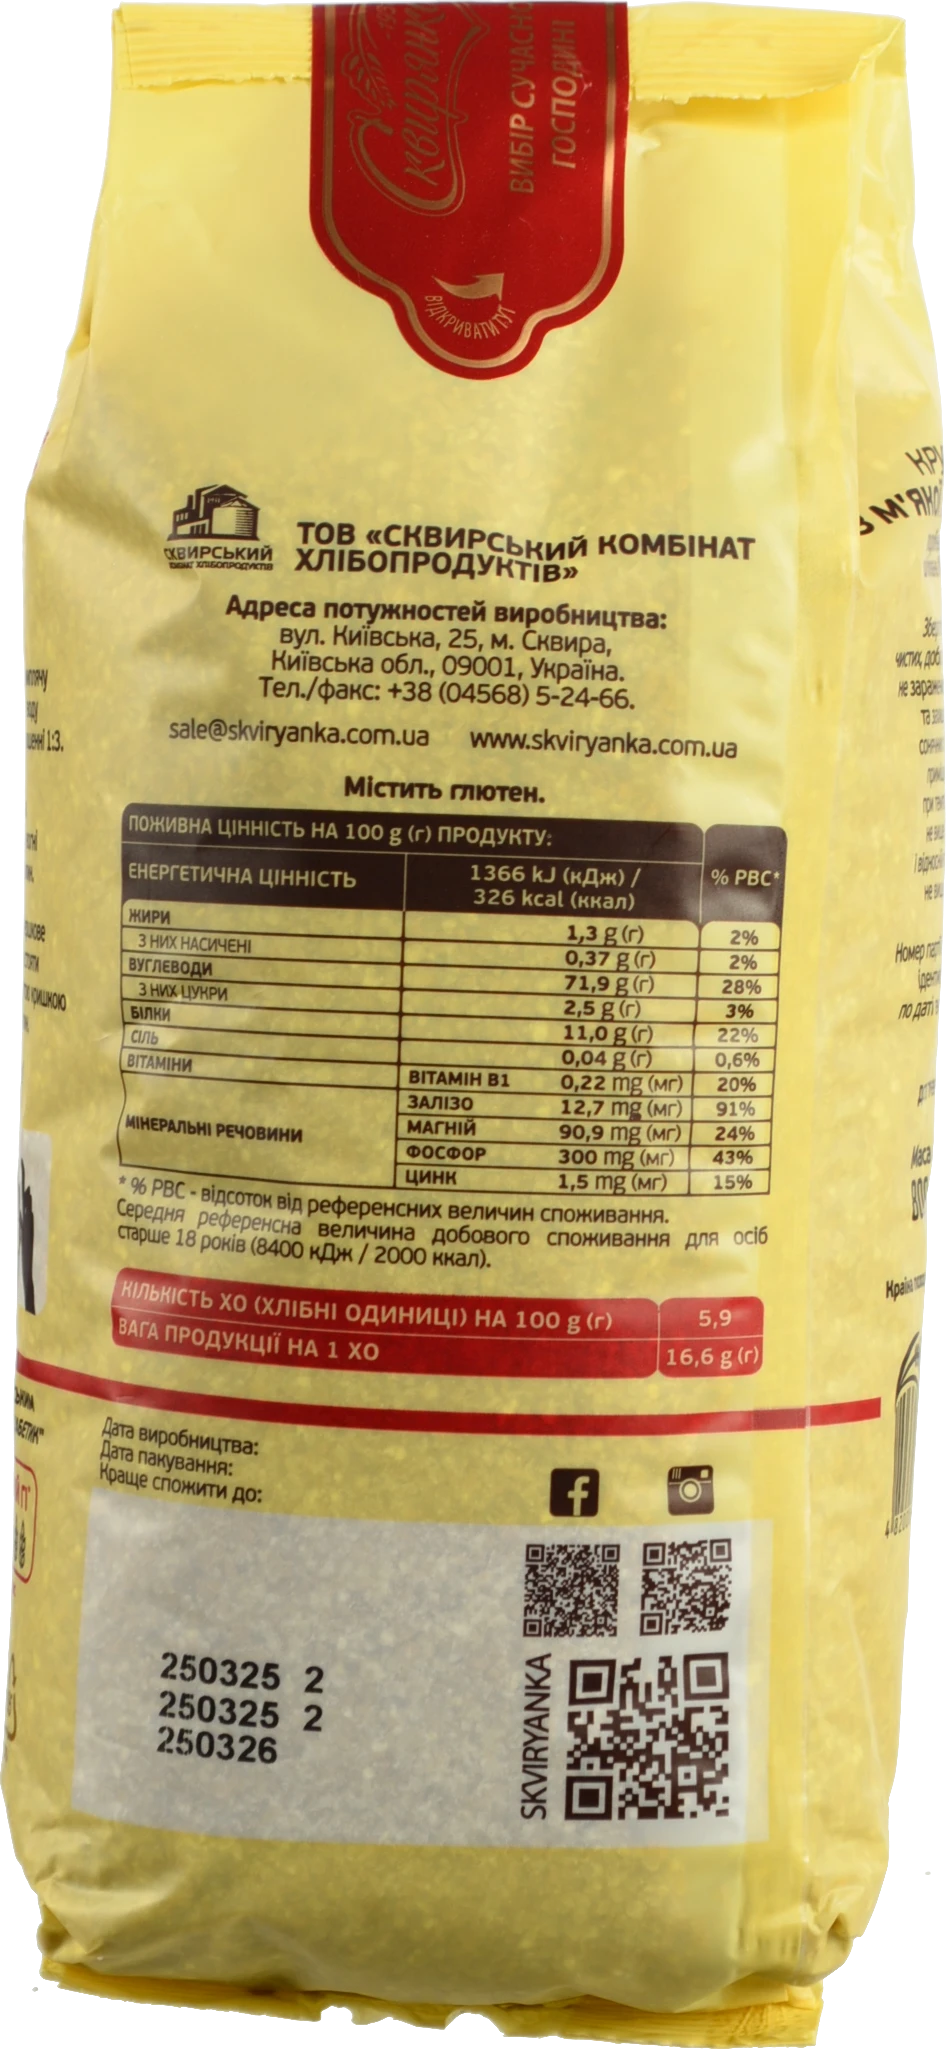 Сквирянка
ВИБІР СУЧАСНОЇ
ГОСПОДИНІ
ВІДКРИВАТИ ТУТ
СКВИРСЬКИЙ
КОМБІНАТ ХЛІБОПРОДУКТІВ
ТОВ «СКВИРСЬКИЙ КОМБІНАТ
ХЛІБОПРОДУКТІВ»
Адреса потужностей виробництва:
вул. Київська, 25, м. Сквира,
Київська обл., 09001, Україна.
Тел./факс: +38 (04568) 5-24-66.
sale@skviryanka.com.ua www.skviryanka.com.ua
Містить глютен.
ПОЖИВНА ЦІННІСТЬ НА 100 g (г) ПРОДУКТУ:
ЕНЕРГЕТИЧНА ЦІННІСТЬ 1366 kJ (кДж) / 326 kcal (ккал) % РВС*
ЖИРИ 1,3 g (г) 2%
З НИХ НАСИЧЕНІ 0,37 g (г) 2%
ВУГЛЕВОДИ 71,9 g (г) 28%
З НИХ ЦУКРИ 2,5 g (г) 3%
БІЛКИ 11,0 g (г) 22%
СІЛЬ 0,04 g (г) 0,6%
ВІТАМІНИ ВІТАМІН В1 0,22 mg (мг) 20%
МІНЕРАЛЬНІ РЕЧОВИНИ ЗАЛІЗО 12,7 mg (мг) 91%
МАГНІЙ 90,9 mg (мг) 24%
ФОСФОР 300 mg (мг) 43%
ЦИНК 1,5 mg (мг) 15%
* % РВС - відсоток від референсних величин споживання.
Середня референсна величина добового споживання для осіб
старше 18 років (8400 кДж / 2000 ккал).
КІЛЬКІСТЬ ХО (ХЛІБНІ ОДИНИЦІ) НА 100 g (г) 5,9
ВАГА ПРОДУКЦІЇ НА 1 ХО 16,6 g (г)
Дата виробництва:
Дата пакування:
Краще спожити до:
250325 2
250325 2
250326
SKVIRYANKA
1:3.
кришкою
Номер
по даті